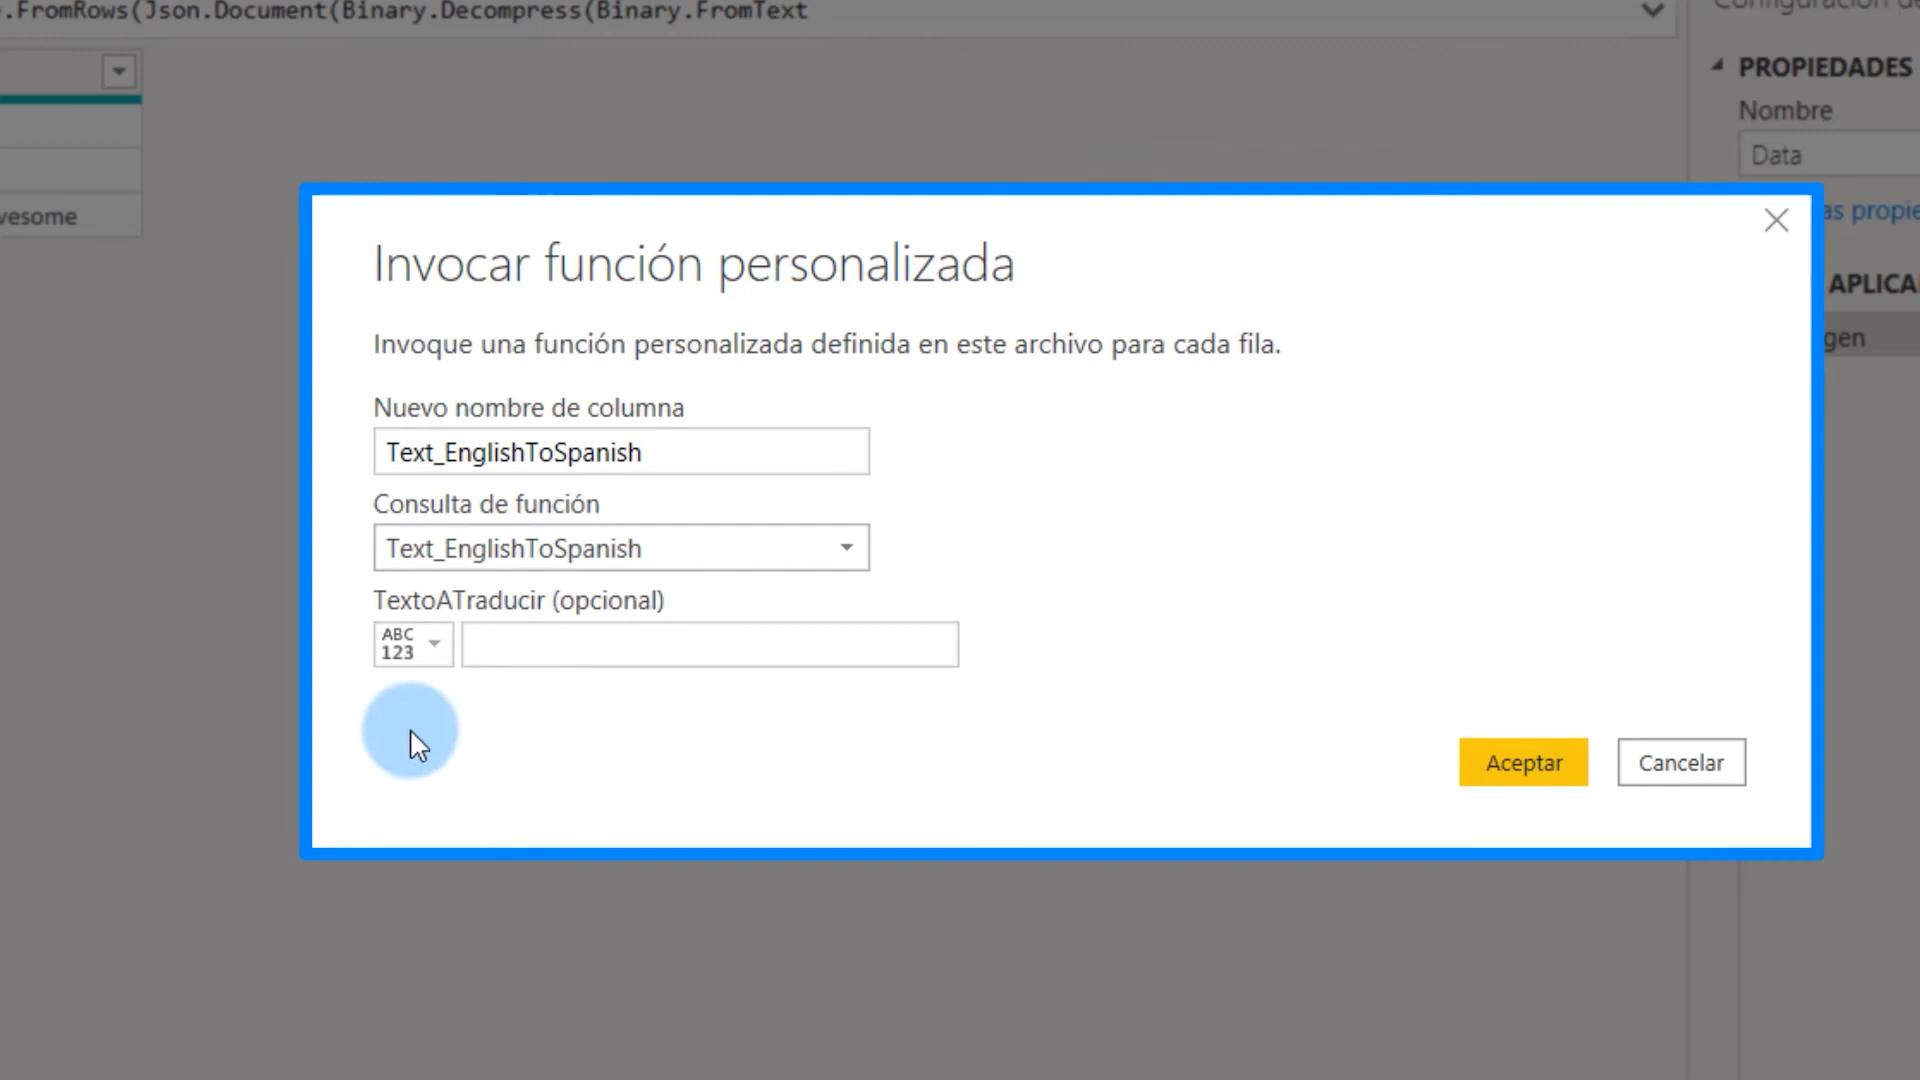 .FromRows(Json.Document(Binary.Decompress(Binary.FromText
PROPIEDADES
Nombre
Data
as propie
APLICA
gen
vesome
Invocar función personalizada
Invoque una función personalizada definida en este archivo para cada fila.
Nuevo nombre de columna
Text_EnglishToSpanish
Consulta de función
Text_EnglishToSpanish
TextoATraducir (opcional)
ABC
123
Aceptar
Cancelar